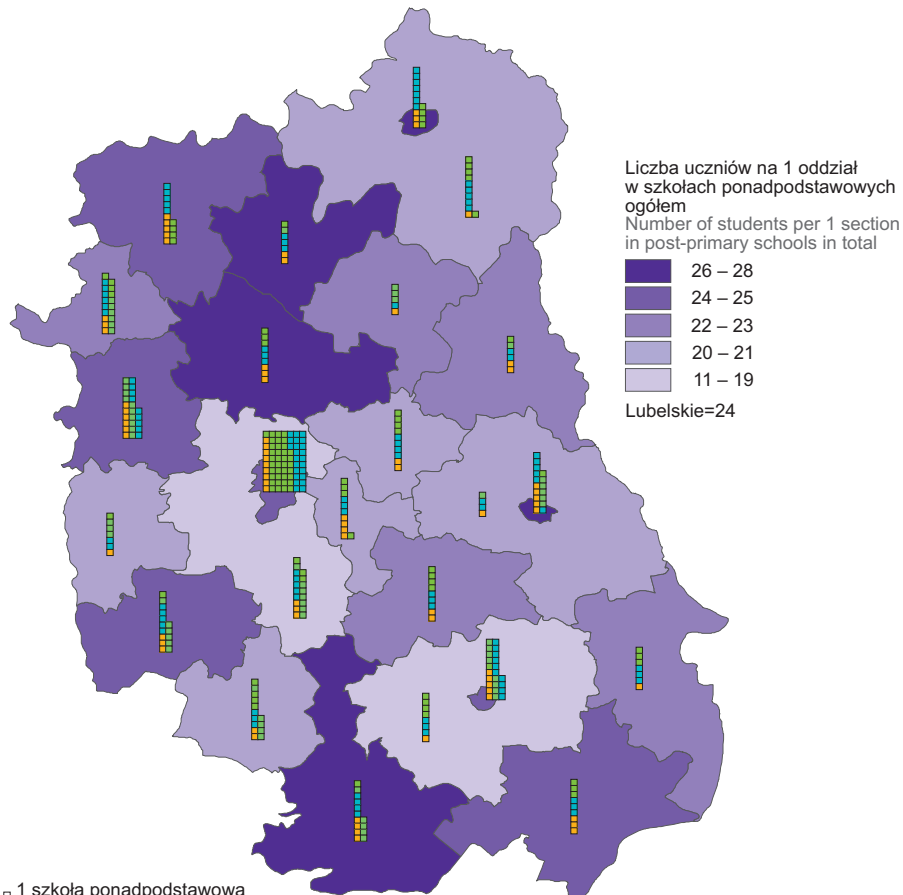 Liczba uczniów na 1 oddział
w szkołach ponadpodstawowych
ogółem
Number of students per 1 section
in post-primary schools in total
26 – 28
24 – 25
22 – 23
20 – 21
11 – 19
Lubelskie=24
1 szkoła ponadpodstawowa